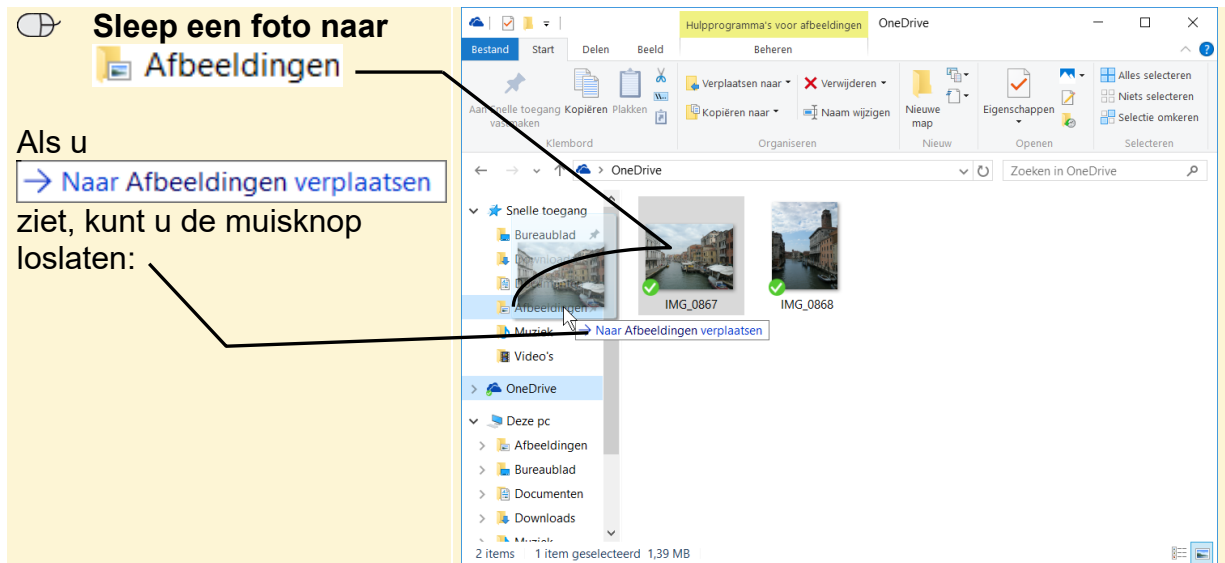 Sleep een foto naar
Afbeeldingen
Als u
→ Naar Afbeeldingen verplaatsen
ziet, kunt u de muisknop
loslaten:
Hulpprogramma's voor afbeeldingen OneDrive
Bestand Start Delen Beeld Beheren
Verplaatsen naar Verwijderen Alles selecteren
Niets selecteren
Aan Snelle toegang Kopiëren Plakken Kopiëren naar Naam wijzigen Nieuwe Eigenschappen Selectie omkeren
vastmaken map
Klembord Organiseren Nieuw Openen Selecteren
OneDrive Zoeken in OneDrive
Snelle toegang
Bureaublad
Downloads
Documenten
Afbeeldingen IMG_0867 IMG_0868
Muziek → Naar Afbeeldingen verplaatsen
Video's
OneDrive
Deze pc
Afbeeldingen
Bureaublad
Documenten
Downloads
Muziek
2 items 1 item geselecteerd 1,39 MB